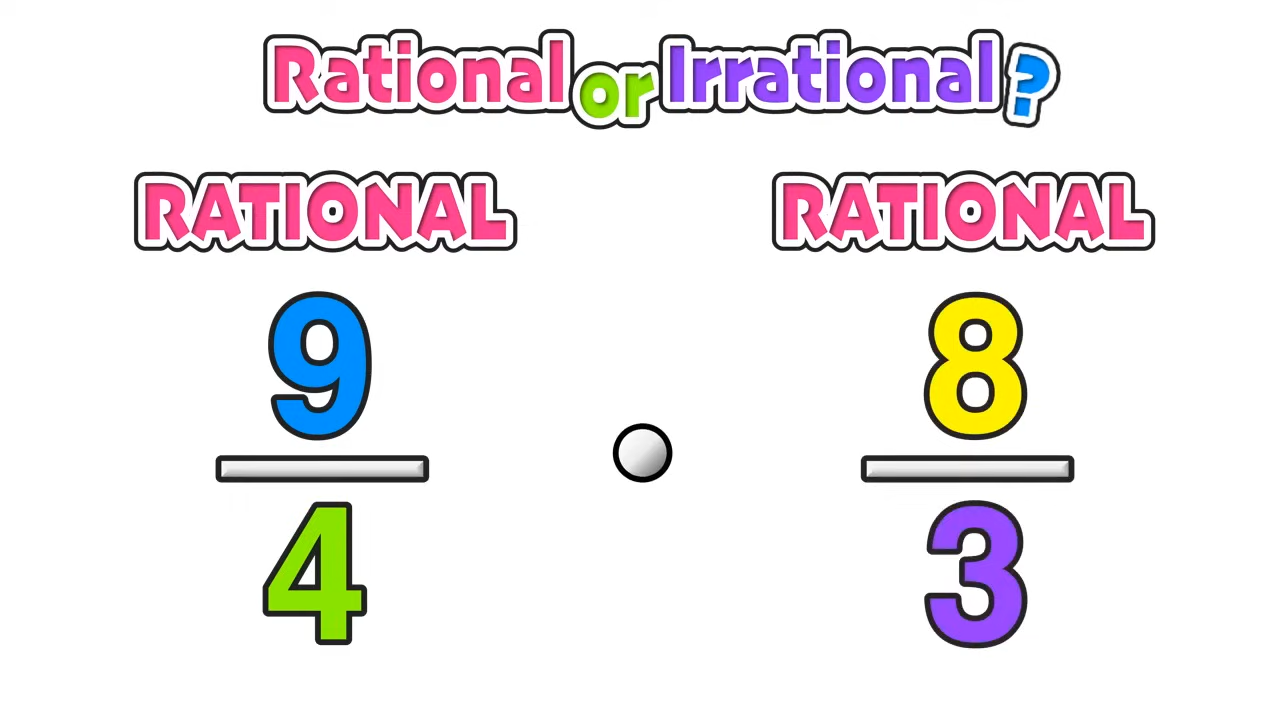 Rational or Irrational?
RATIONAL RATIONAL
9 8
4 • 3